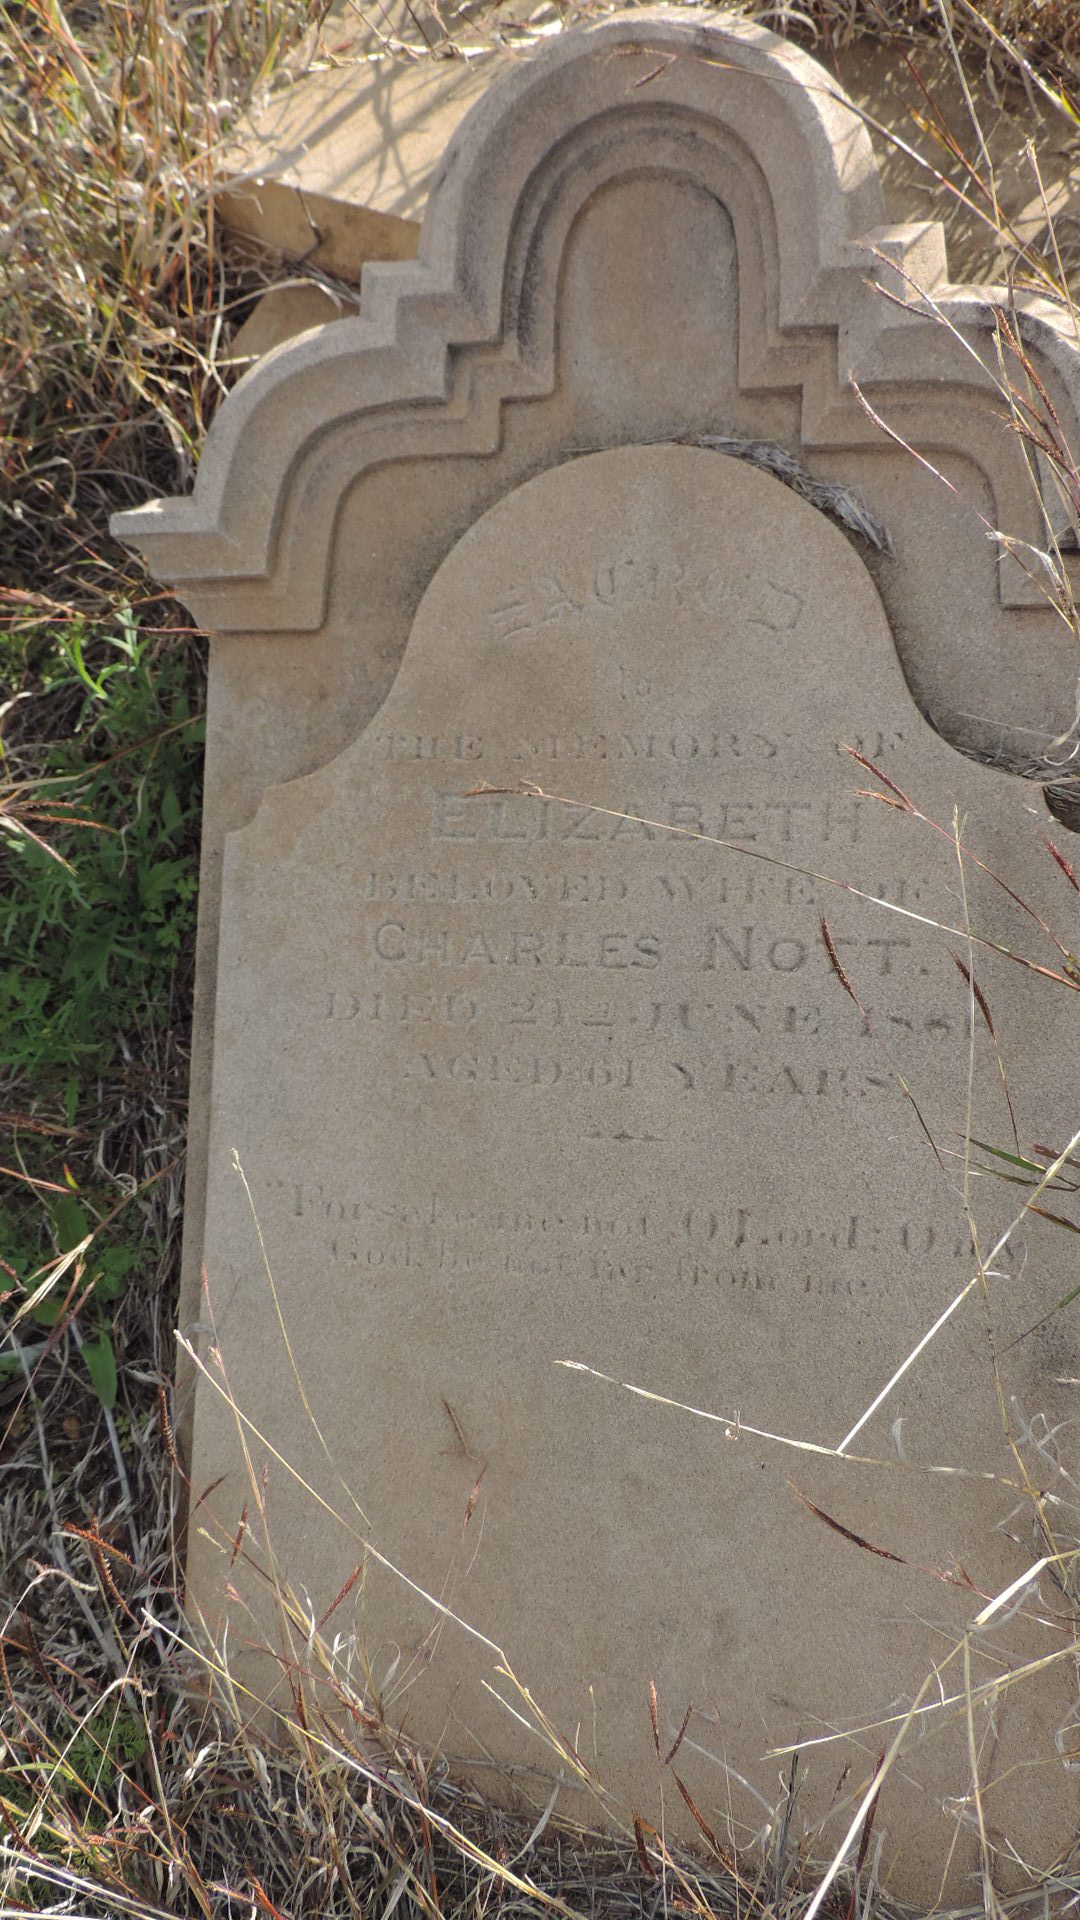 SACRED
To
THE MEMORY OF
ELIZABETH
BELOVED WIFE OF
CHARLES NOTT.
DIED 21st JUNE
AGED 61 YEARS
"Forsake me not, O Lord: O my
God, be not far from me.